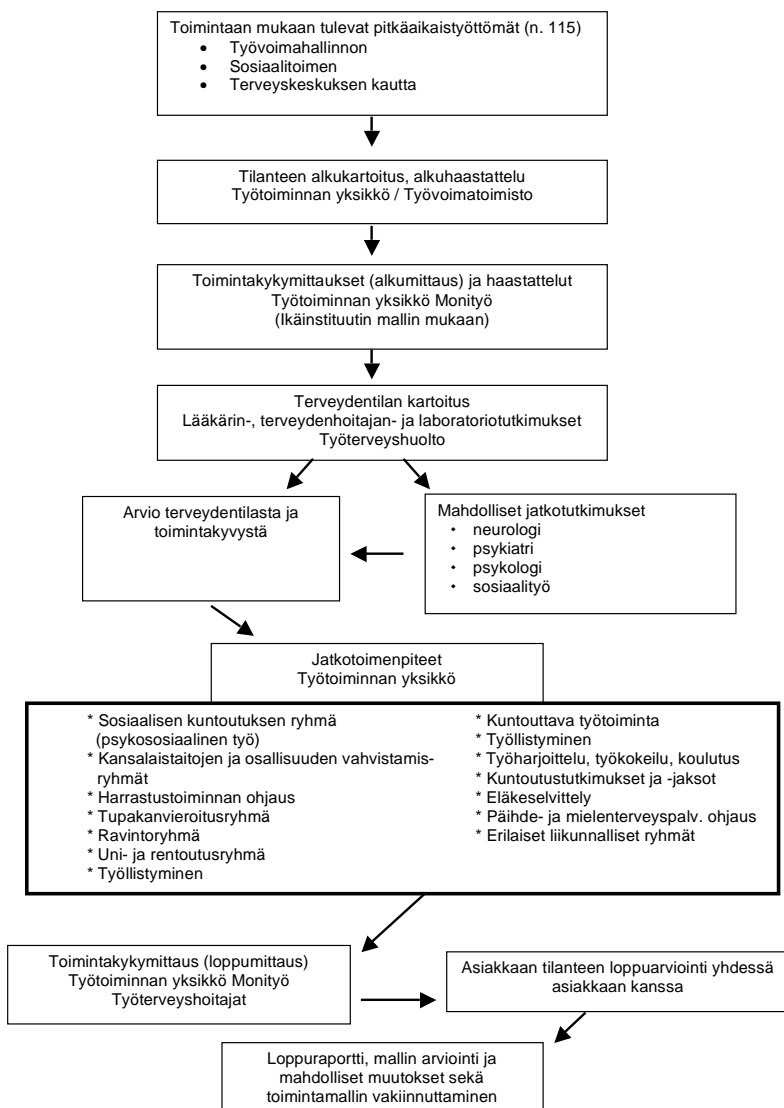 Toimintaan mukaan tulevat pitkäaikaistyöttömät (n. 115)
• Työvoimahallinnon
• Sosiaalitoimen
• Terveyskeskuksen kautta
Tilanteen alkukartoitus, alkuhaastattelu
Työtoiminnan yksikkö / Työvoimatoimisto
Toimintakykymittaukset (alkumittaus) ja haastattelut
Työtoiminnan yksikkö Monityö
(Ikäinstituutin mallin mukaan)
Terveydentilan kartoitus
Lääkärin-, terveydenhoitajan- ja laboratoriotutkimukset
Työterveyshuolto
Arvio terveydentilasta ja
toimintakyvystä
Mahdolliset jatkotutkimukset
• neurologi
• psykiatri
• psykologi
• sosiaalityö
Jatkotoimenpiteet
Työtoiminnan yksikkö
* Sosiaalisen kuntoutuksen ryhmä
(psykososiaalinen työ)
* Kansalaistaitojen ja osallisuuden vahvistamis-
ryhmät
* Harrastustoiminnan ohjaus
* Tupakanvieroitusryhmä
* Ravintoryhmä
* Uni- ja rentoutusryhmä
* Työllistyminen
* Kuntouttava työtoiminta
* Työllistyminen
* Työharjoittelu, työkokeilu, koulutus
* Kuntoutustutkimukset ja -jaksot
* Eläkeselvittely
* Päihde- ja mielenterveyspalv. ohjaus
* Erilaiset liikunnalliset ryhmät
Toimintakykymittaus (loppumittaus)
Työtoiminnan yksikkö Monityö
Työterveyshoitajat
Asiakkaan tilanteen loppuarviointi yhdessä
asiakkaan kanssa
Loppuraportti, mallin arviointi ja
mahdolliset muutokset sekä
toimintamallin vakiinnuttaminen